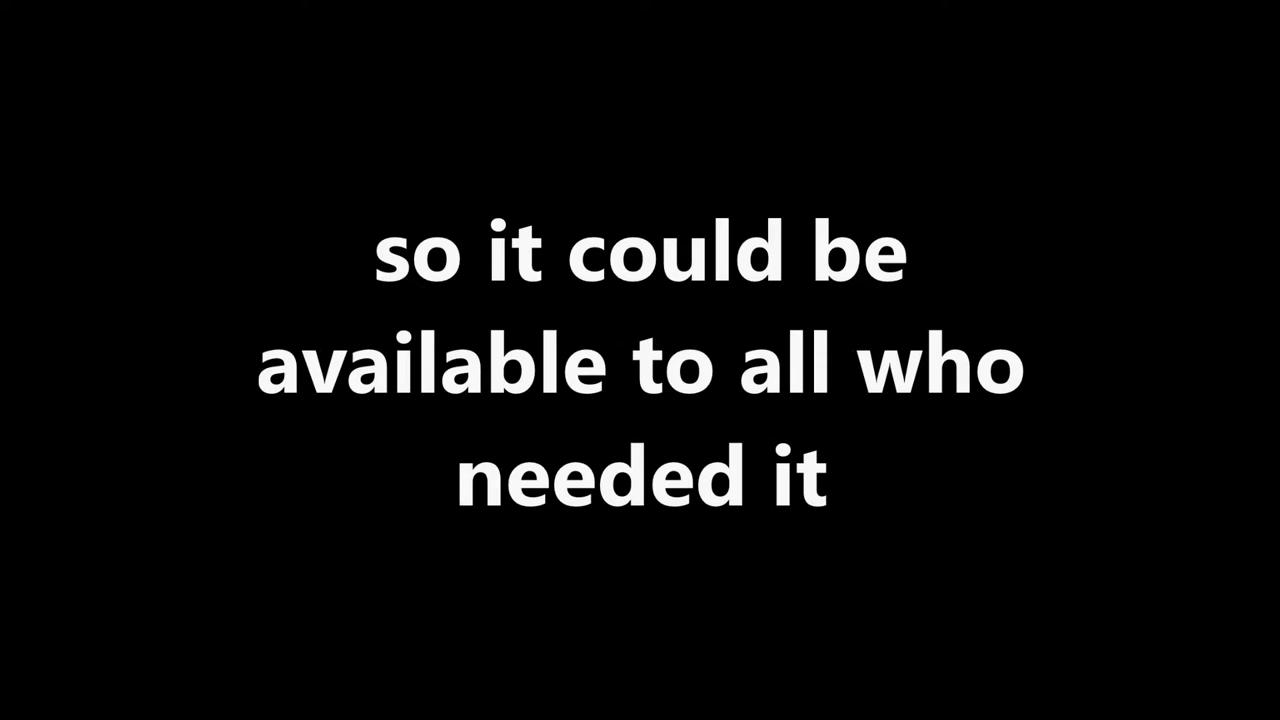 so it could be
available to all who
needed it